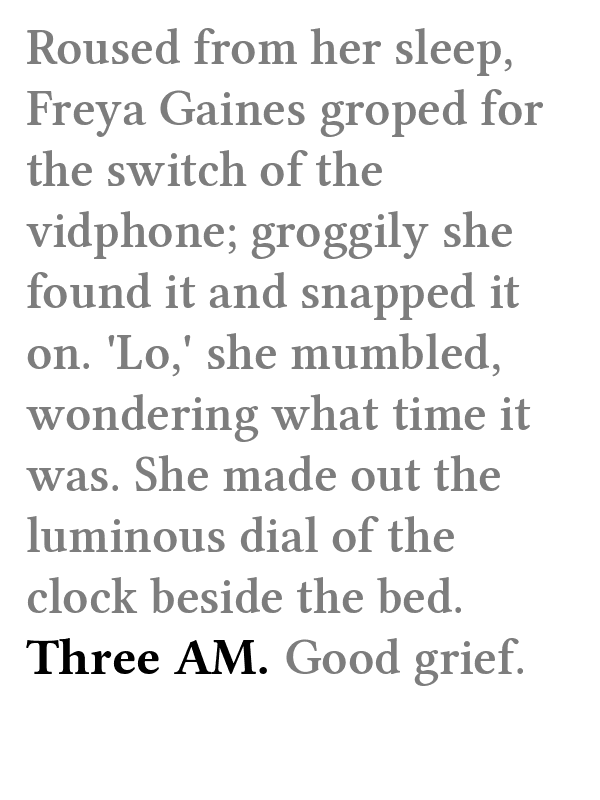 Roused from her sleep,
Freya Gaines groped for
the switch of the
vidphone; groggily she
found it and snapped it
on. 'Lo,' she mumbled,
wondering what time it
was. She made out the
luminous dial of the
clock beside the bed.
Three AM. Good grief.